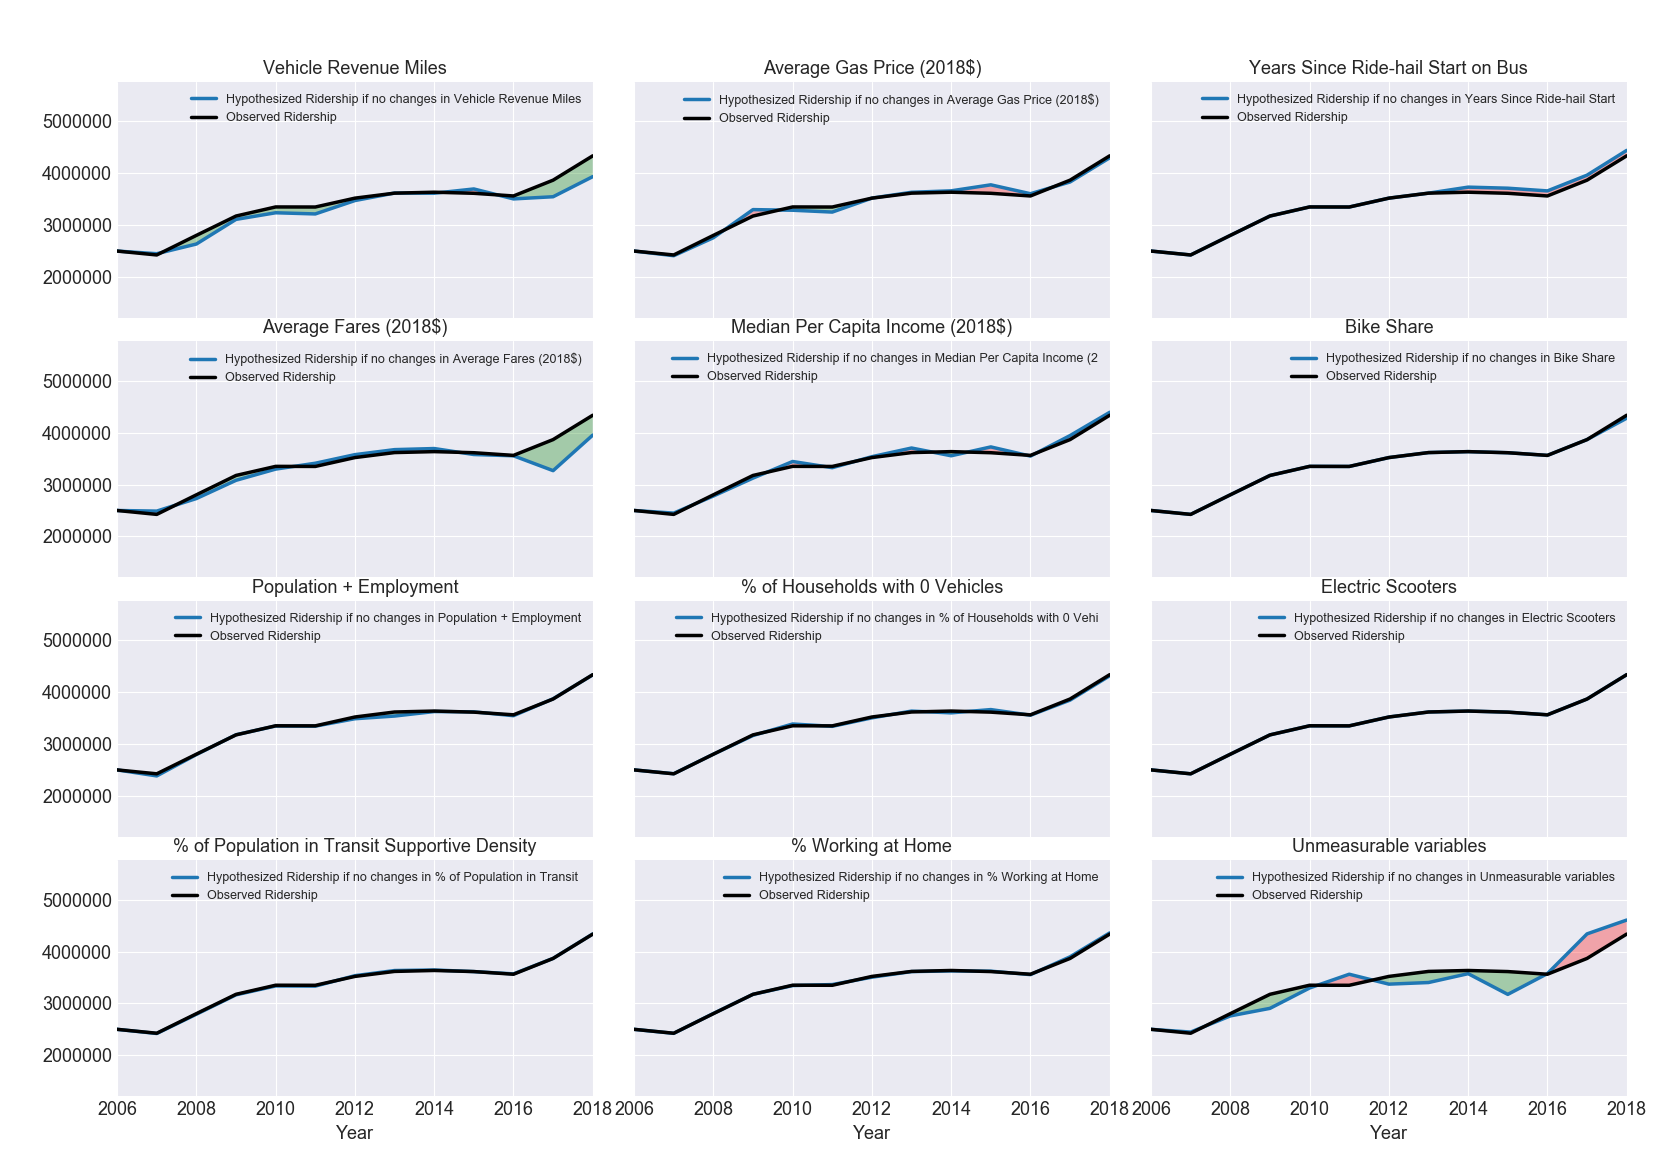 Vehicle Revenue Miles
Hypothesized Ridership if no changes in Vehicle Revenue Miles
Observed Ridership
5000000
4000000
3000000
2000000
Average Gas Price (2018$)
Hypothesized Ridership if no changes in Average Gas Price (2018$)
Observed Ridership
Years Since Ride-hail Start on Bus
Hypothesized Ridership if no changes in Years Since Ride-hail Start
Observed Ridership
Average Fares (2018$)
Hypothesized Ridership if no changes in Average Fares (2018$)
Observed Ridership
5000000
4000000
3000000
2000000
Median Per Capita Income (2018$)
Hypothesized Ridership if no changes in Median Per Capita Income (2
Observed Ridership
Bike Share
Hypothesized Ridership if no changes in Bike Share
Observed Ridership
Population + Employment
Hypothesized Ridership if no changes in Population + Employment
Observed Ridership
5000000
4000000
3000000
2000000
% of Households with 0 Vehicles
Hypothesized Ridership if no changes in % of Households with 0 Vehi
Observed Ridership
Electric Scooters
Hypothesized Ridership if no changes in Electric Scooters
Observed Ridership
% of Population in Transit Supportive Density
Hypothesized Ridership if no changes in % of Population in Transit
Observed Ridership
5000000
4000000
3000000
2000000
2006 2008 2010 2012 2014 2016 2018
Year
% Working at Home
Hypothesized Ridership if no changes in % Working at Home
Observed Ridership
2006 2008 2010 2012 2014 2016 2018
Year
Unmeasurable variables
Hypothesized Ridership if no changes in Unmeasurable variables
Observed Ridership
2006 2008 2010 2012 2014 2016 2018
Year